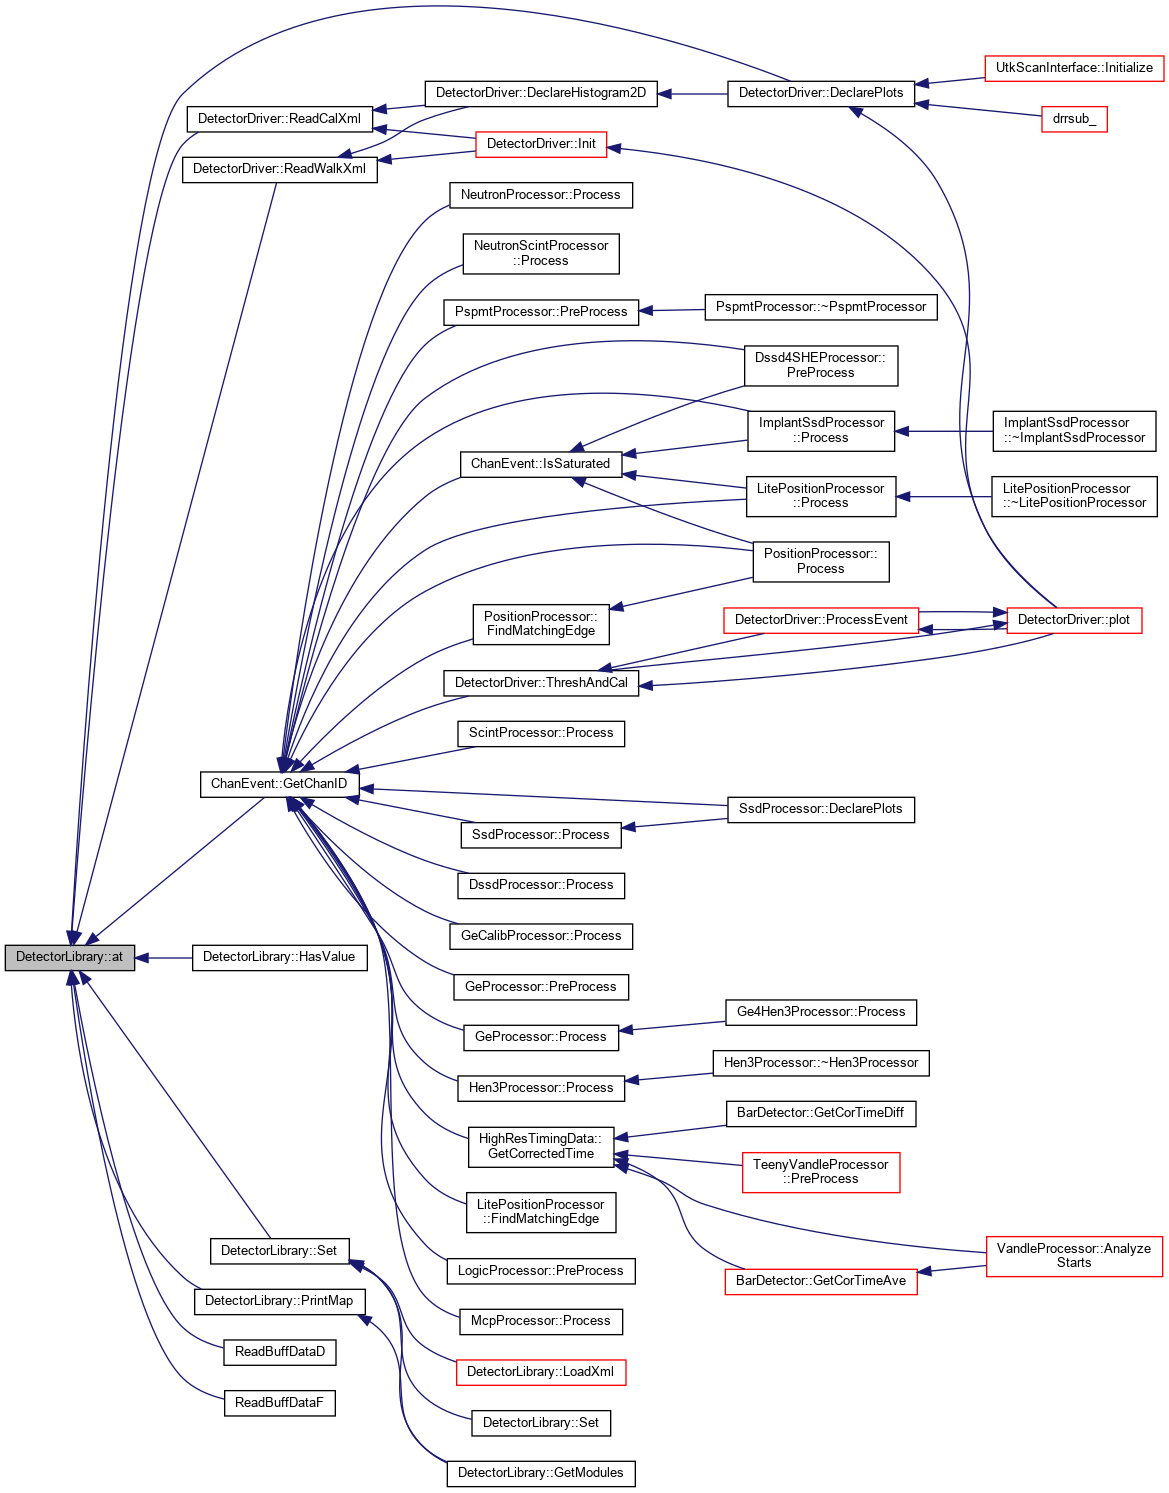 UtkScanInterface::Initialize
DetectorDriver::DeclareHistogram2D
DetectorDriver::DeclarePlots
DetectorDriver::ReadCalXml
drrsub_
DetectorDriver::Init
DetectorDriver::ReadWalkXml
NeutronProcessor::Process
NeutronScintProcessor
::Process
PspmtProcessor::PreProcess
PspmtProcessor::~PspmtProcessor
Dssd4SHEProcessor::
PreProcess
ImplantSsdProcessor
::Process
ImplantSsdProcessor
::~ImplantSsdProcessor
ChanEvent::IsSaturated
LitePositionProcessor
::Process
LitePositionProcessor
::~LitePositionProcessor
PositionProcessor::
Process
PositionProcessor::
FindMatchingEdge
DetectorDriver::ProcessEvent
DetectorDriver::plot
DetectorDriver::ThreshAndCal
ScintProcessor::Process
ChanEvent::GetChanID
SsdProcessor::DeclarePlots
SsdProcessor::Process
DssdProcessor::Process
GeCalibProcessor::Process
DetectorLibrary::at
DetectorLibrary::HasValue
GeProcessor::PreProcess
Ge4Hen3Processor::Process
GeProcessor::Process
Hen3Processor::~Hen3Processor
Hen3Processor::Process
BarDetector::GetCorTimeDiff
HighResTimingData::
GetCorrectedTime
TeenyVandleProcessor
::PreProcess
LitePositionProcessor
::FindMatchingEdge
DetectorLibrary::Set
VandleProcessor::Analyze
Starts
LogicProcessor::PreProcess
BarDetector::GetCorTimeAve
DetectorLibrary::PrintMap
McpProcessor::Process
ReadBuffDataD
DetectorLibrary::LoadXml
ReadBuffDataF
DetectorLibrary::Set
DetectorLibrary::GetModules